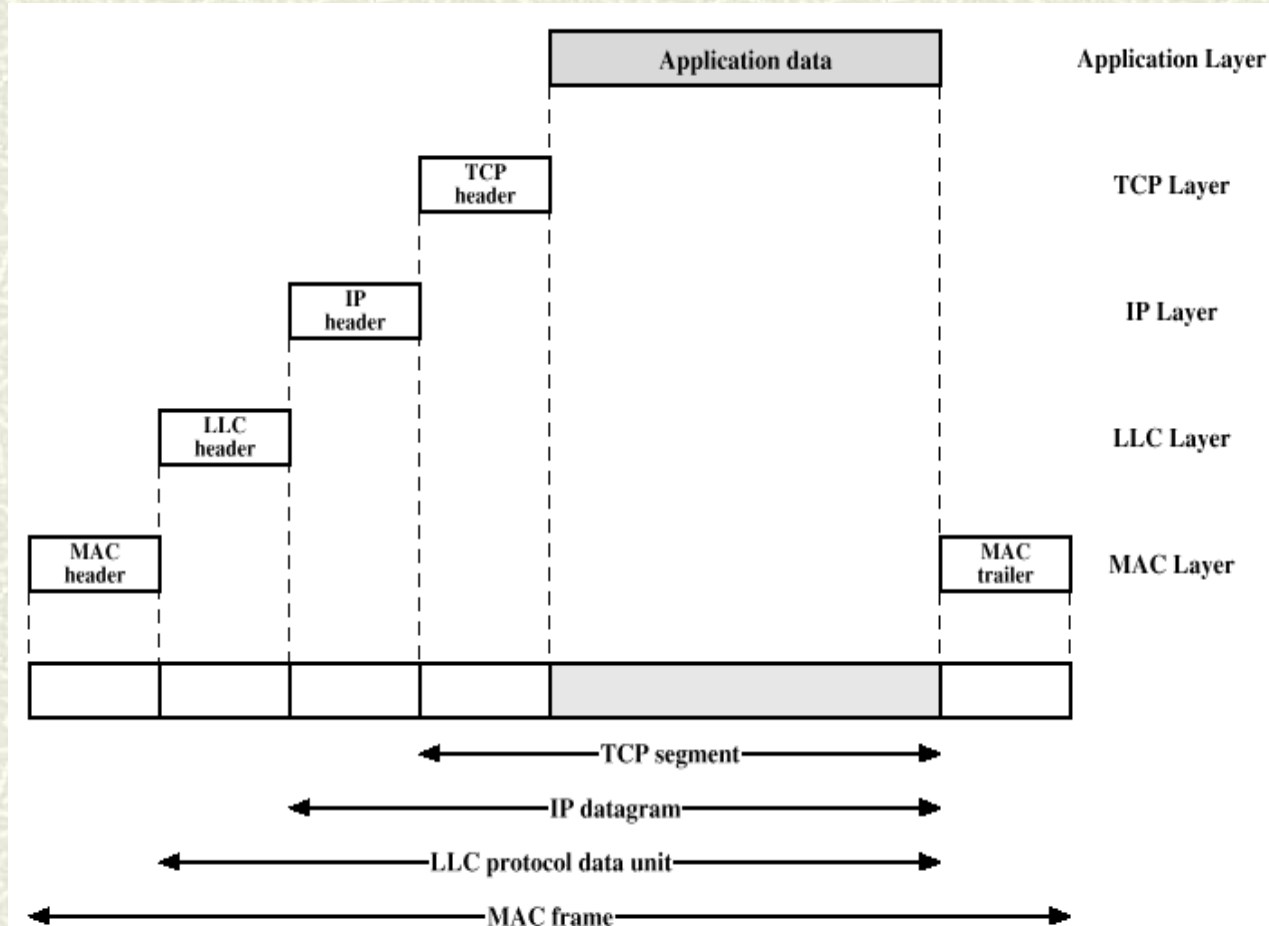 Application data
Application Layer
TCP
header
TCP Layer
IP
header
IP Layer
LLC
header
LLC Layer
MAC
header
MAC
trailer
MAC Layer
TCP segment
IP datagram
LLC protocol data unit
MAC frame